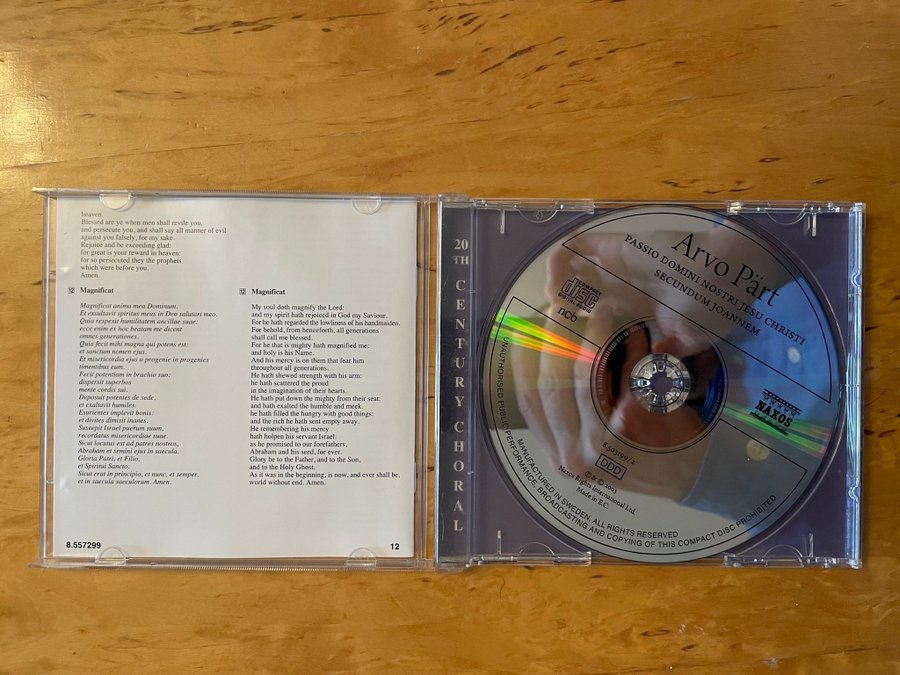 heaven.
Blessed are ye when men shall revile you,
and persecute you, and shall say all manner of evil
against you falsely, for my sake.
Rejoice and be exceeding glad:
for great is your reward in heaven:
for so persecuted they the prophets
which were before you.
Amen.
12 Magnificat
Magnificat anima mea Dominum.
Et exsultavit spiritus meus in Deo salutari meo.
Quia respexit humilitatem ancillae suae:
ecce enim ex hoc beatam me dicent
omnes generationes.
Quia fecit mihi magna qui potens est:
et sanctum nomen ejus.
Et misericordia ejus a progenie in progenies
timentibus eum.
Fecit potentiam in brachio suo:
dispersit superbos
mente cordis sui.
Deposuit potentes de sede,
et exaltavit humiles.
Esurientes implevit bonis:
et divites dimisit inanes.
Suscepit Israel puerum suum,
recordatus misericordiae suae.
Sicut locutus est ad patres nostros,
Abraham et semini ejus in saecula.
Gloria Patri, et Filio,
et Spiritui Sancto.
Sicut erat in principio, et nunc, et semper,
et in saecula saeculorum. Amen.
12 Magnificat
My soul doth magnify the Lord:
and my spirit hath rejoiced in God my Saviour.
For he hath regarded the lowliness of his handmaiden.
For behold, from henceforth, all generations
shall call me blessed.
For he that is mighty hath magnified me:
and holy is his Name.
And his mercy is on them that fear him
throughout all generations.
He hath shewed strength with his arm:
he hath scattered the proud
in the imagination of their hearts.
He hath put down the mighty from their seat:
and hath exalted the humble and meek.
he hath filled the hungry with good things:
and the rich he hath sent empty away.
He remembering his mercy
hath holpen his servant Israel:
as he promised to our forefathers,
Abraham and his seed, for ever.
Glory be to the Father, and to the Son,
and to the Holy Ghost.
As it was in the beginning, is now, and ever shall be,
world without end. Amen.
8.557299
12
20TH CENTURY CHORAL
Arvo Pärt
PASSIO DOMINI NOSTRI JESU CHRISTI
SECUNDUM JOANNEM
COMPACT
disc
DIGITAL AUDIO
ncb
NAXOS
DDD
℗ & © 2003
Naxos Rights International Ltd.
Made in E.C.
MANUFACTURED IN SWEDEN. ALL RIGHTS RESERVED
UNAUTHORISED PUBLIC PERFORMANCE, BROADCASTING AND COPYING OF THIS COMPACT DISC PROHIBITED